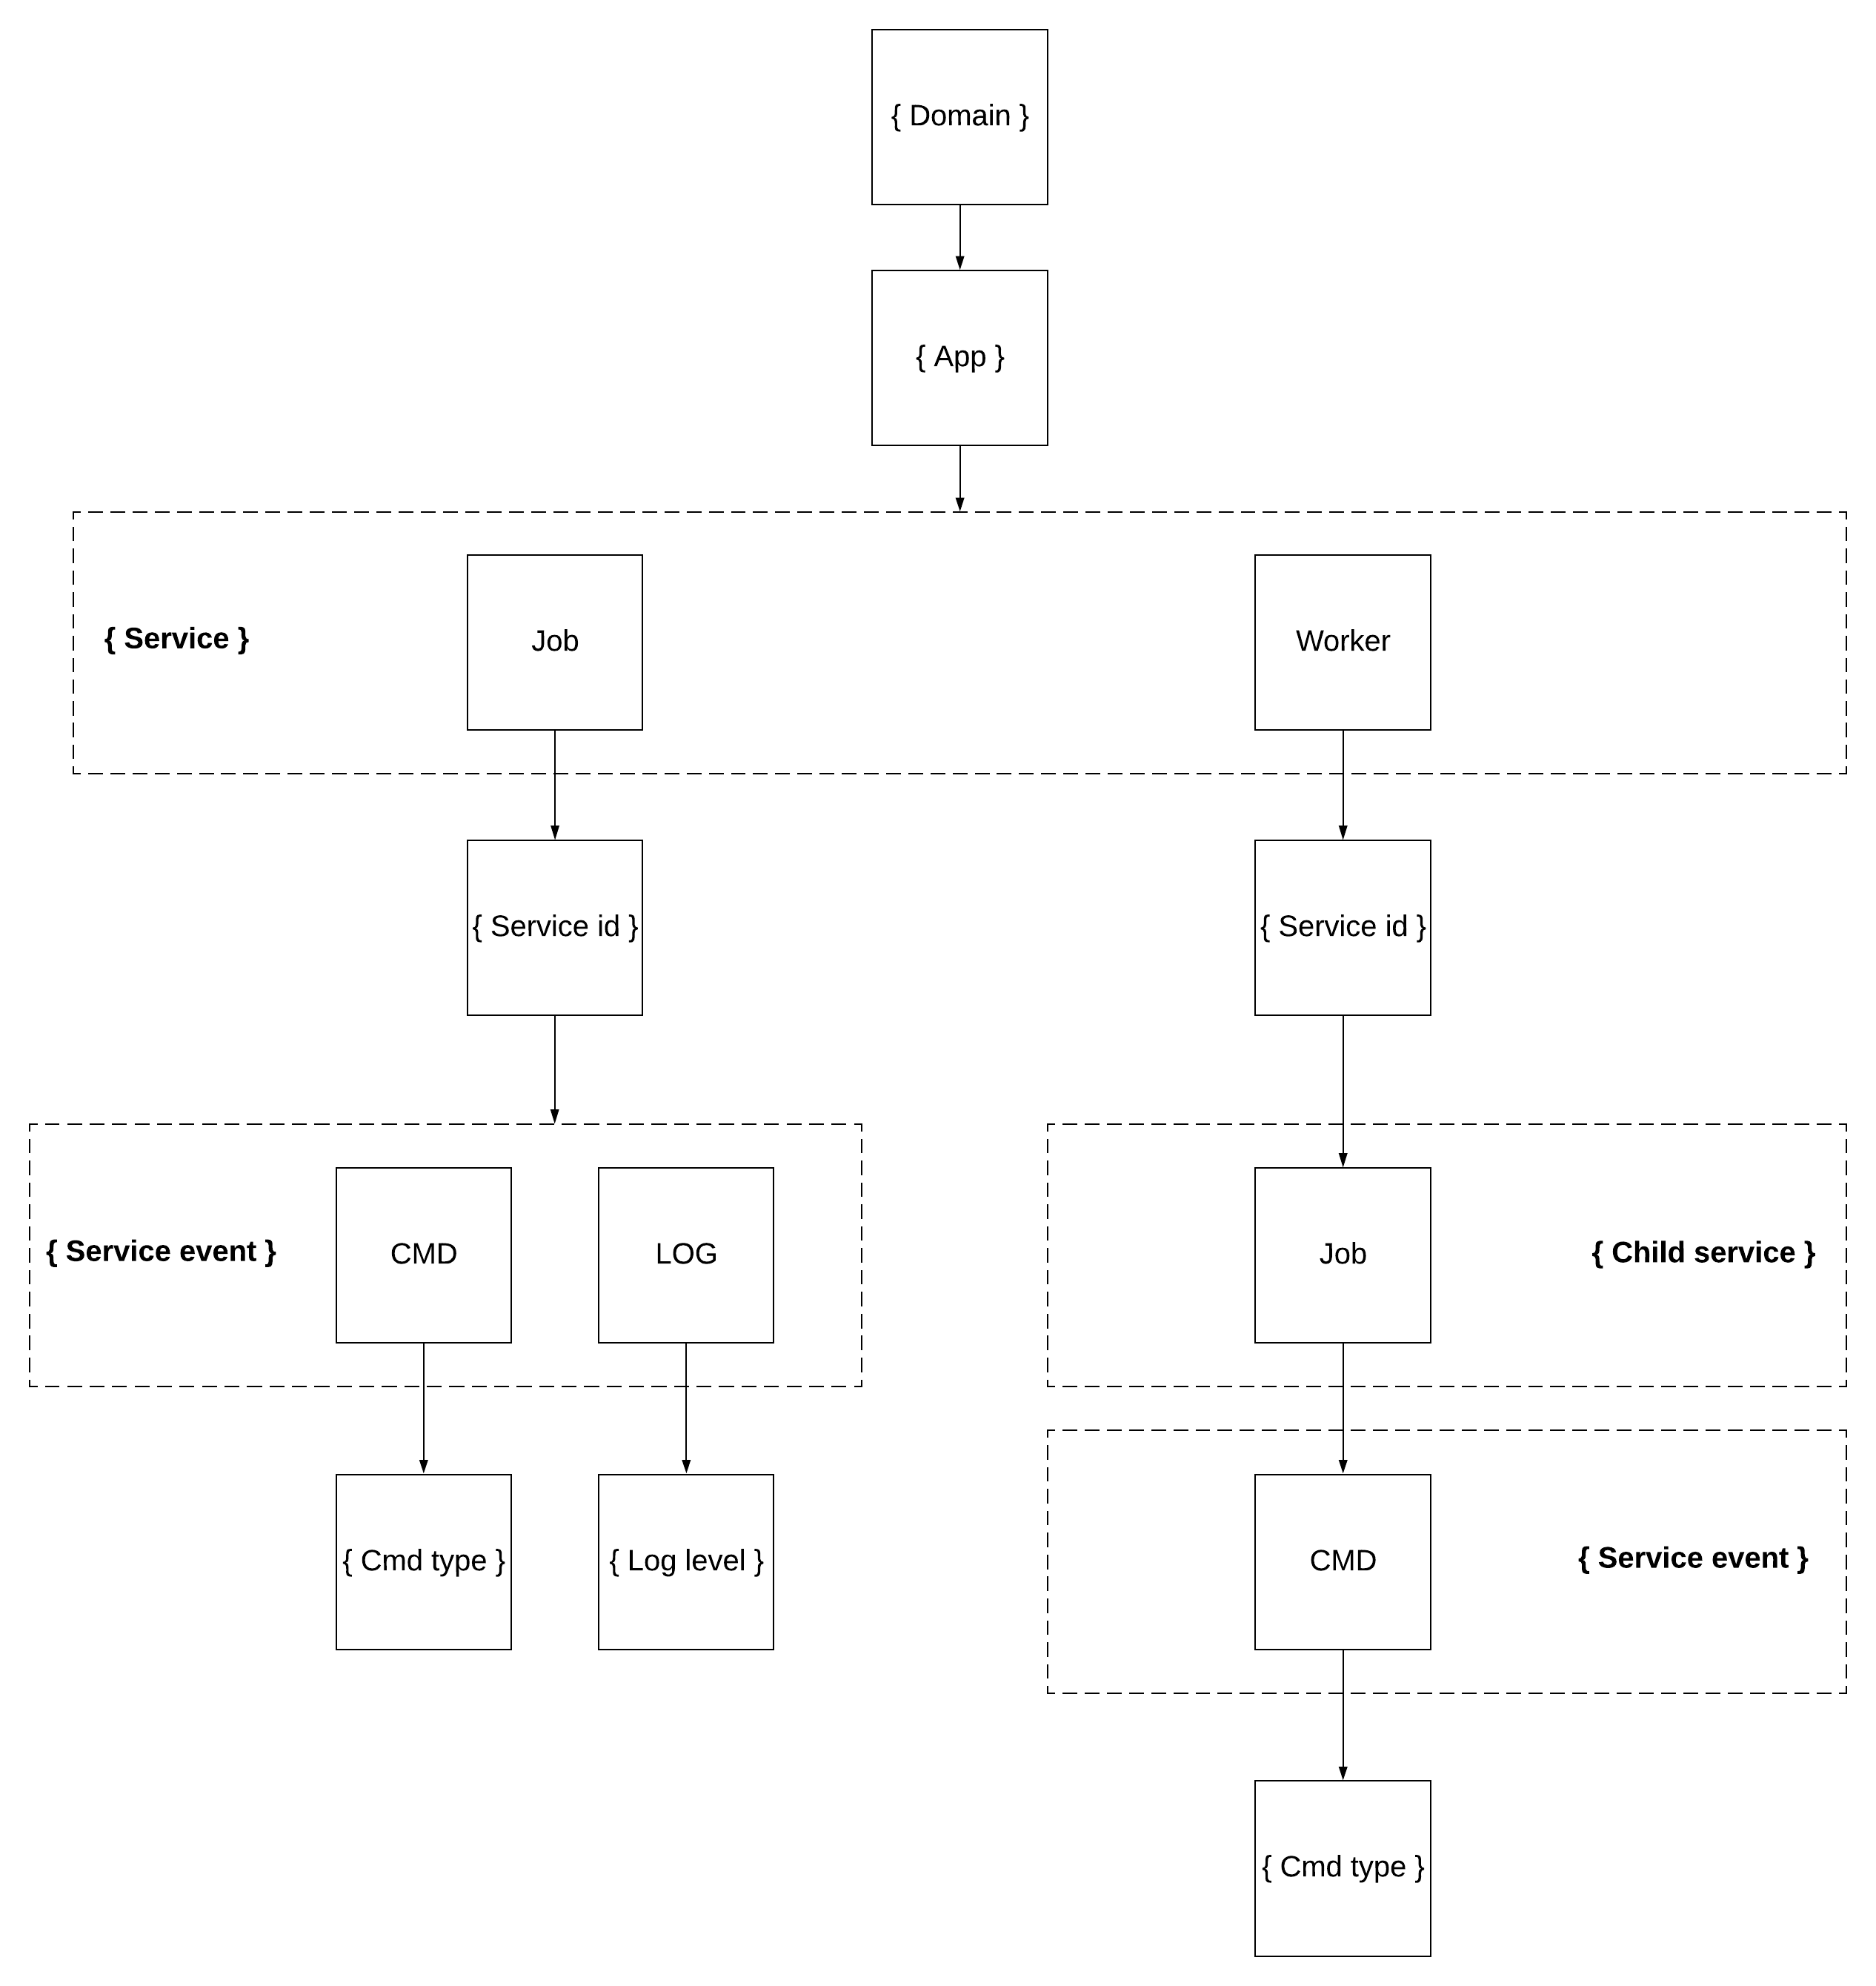 { Domain }
{ App }
{ Service }
Job
Worker
{ Service id }
{ Service id }
{ Service event }
CMD
LOG
Job
{ Child service }
{ Cmd type }
{ Log level }
CMD
{ Service event }
{ Cmd type }